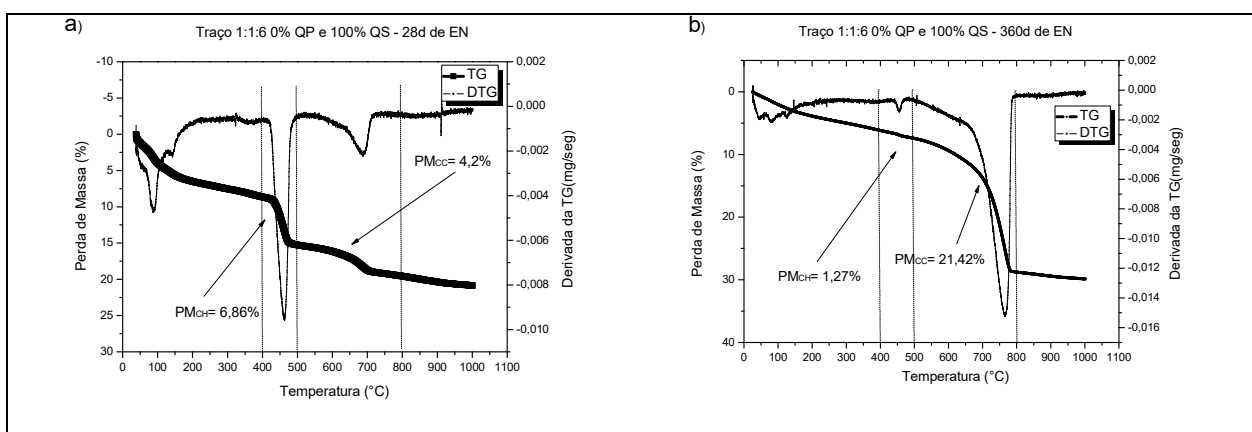 a)
Traço 1:1:6 0% QP e 100% QS - 28d de EN
-10
-5
0
5
10
15
20
25
30
Perda de Massa (%)
0,002
0,000
-0,002
-0,004
-0,006
-0,008
-0,010
Derivada da TG(mg/seg)
TG
DTG
PMCC= 4,2%
PMCH= 6,86%
0 100 200 300 400 500 600 700 800 900 1000 1100
Temperatura (°C)
b)
Traço 1:1:6 0% QP e 100% QS - 360d de EN
0
10
20
30
40
Perda de Massa (%)
0,002
0,000
-0,002
-0,004
-0,006
-0,008
-0,010
-0,012
-0,014
-0,016
Derivada da TG(mg/seg)
TG
DTG
PMCH= 1,27%
PMCC= 21,42%
0 100 200 300 400 500 600 700 800 900 1000 1100
Temperatura (°C)